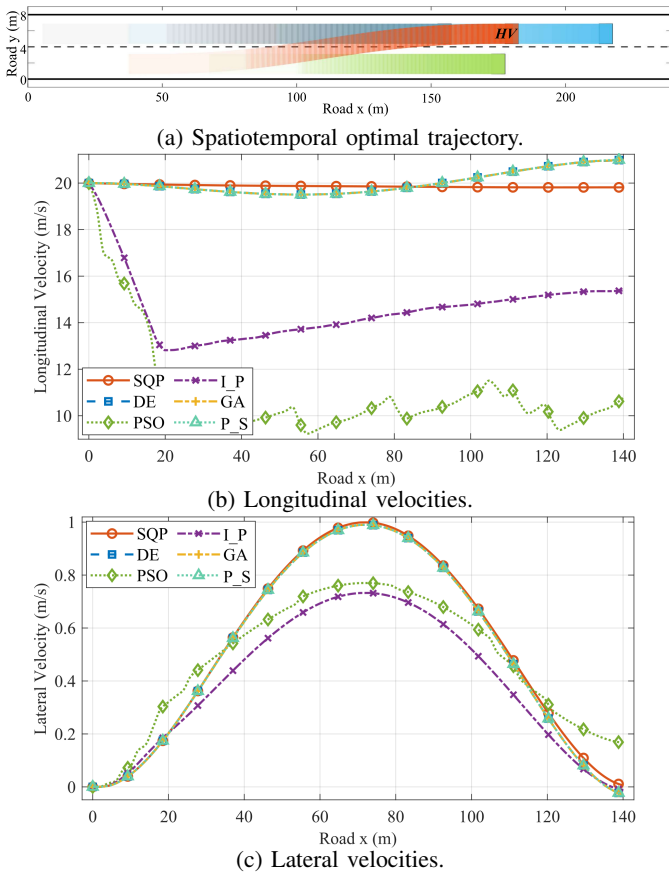 Road y (m)
8
4
0
HV
0 50 100 150 200
Road x (m)
(a) Spatiotemporal optimal trajectory.
Longitudinal Velocity (m/s)
20
18
16
14
12
10
SQP I_P
DE GA
PSO P_S
0 20 40 60 80 100 120 140
Road x (m)
(b) Longitudinal velocities.
Lateral Velocity (m/s)
1
0.8
0.6
0.4
0.2
0
SQP I_P
DE GA
PSO P_S
0 20 40 60 80 100 120 140
Road x (m)
(c) Lateral velocities.